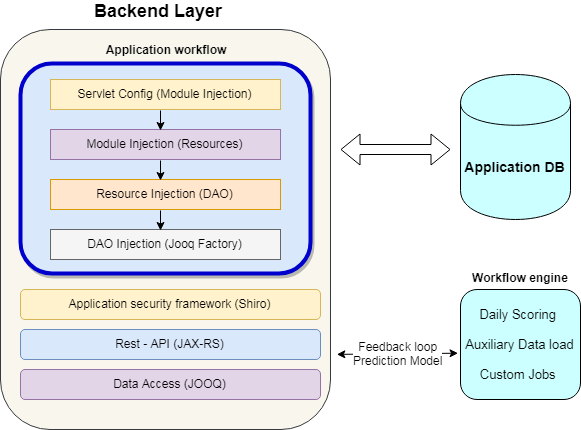 Backend Layer
Application workflow
Servlet Config (Module Injection)
Module Injection (Resources)
Resource Injection (DAO)
DAO Injection (Jooq Factory)
Application security framework (Shiro)
Rest - API (JAX-RS)
Data Access (JOOQ)
Application DB
Feedback loop
Prediction Model
Workflow engine
Daily Scoring
Auxiliary Data load
Custom Jobs